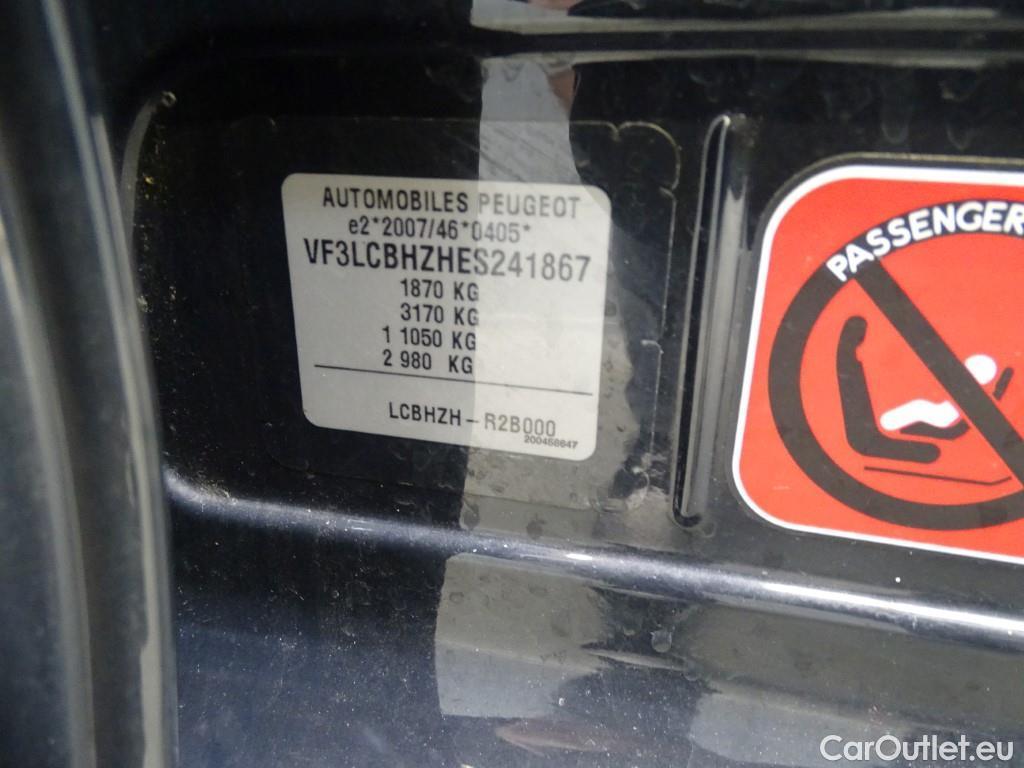 AUTOMOBILES PEUGEOT
e2*2007/46*0405*
VF3LCBHZHES241867
1870 KG
3170 KG
1 1050 KG
2 980 KG
LCBHZH - R2B000
200458647
PASSENGER
CarOutlet.eu